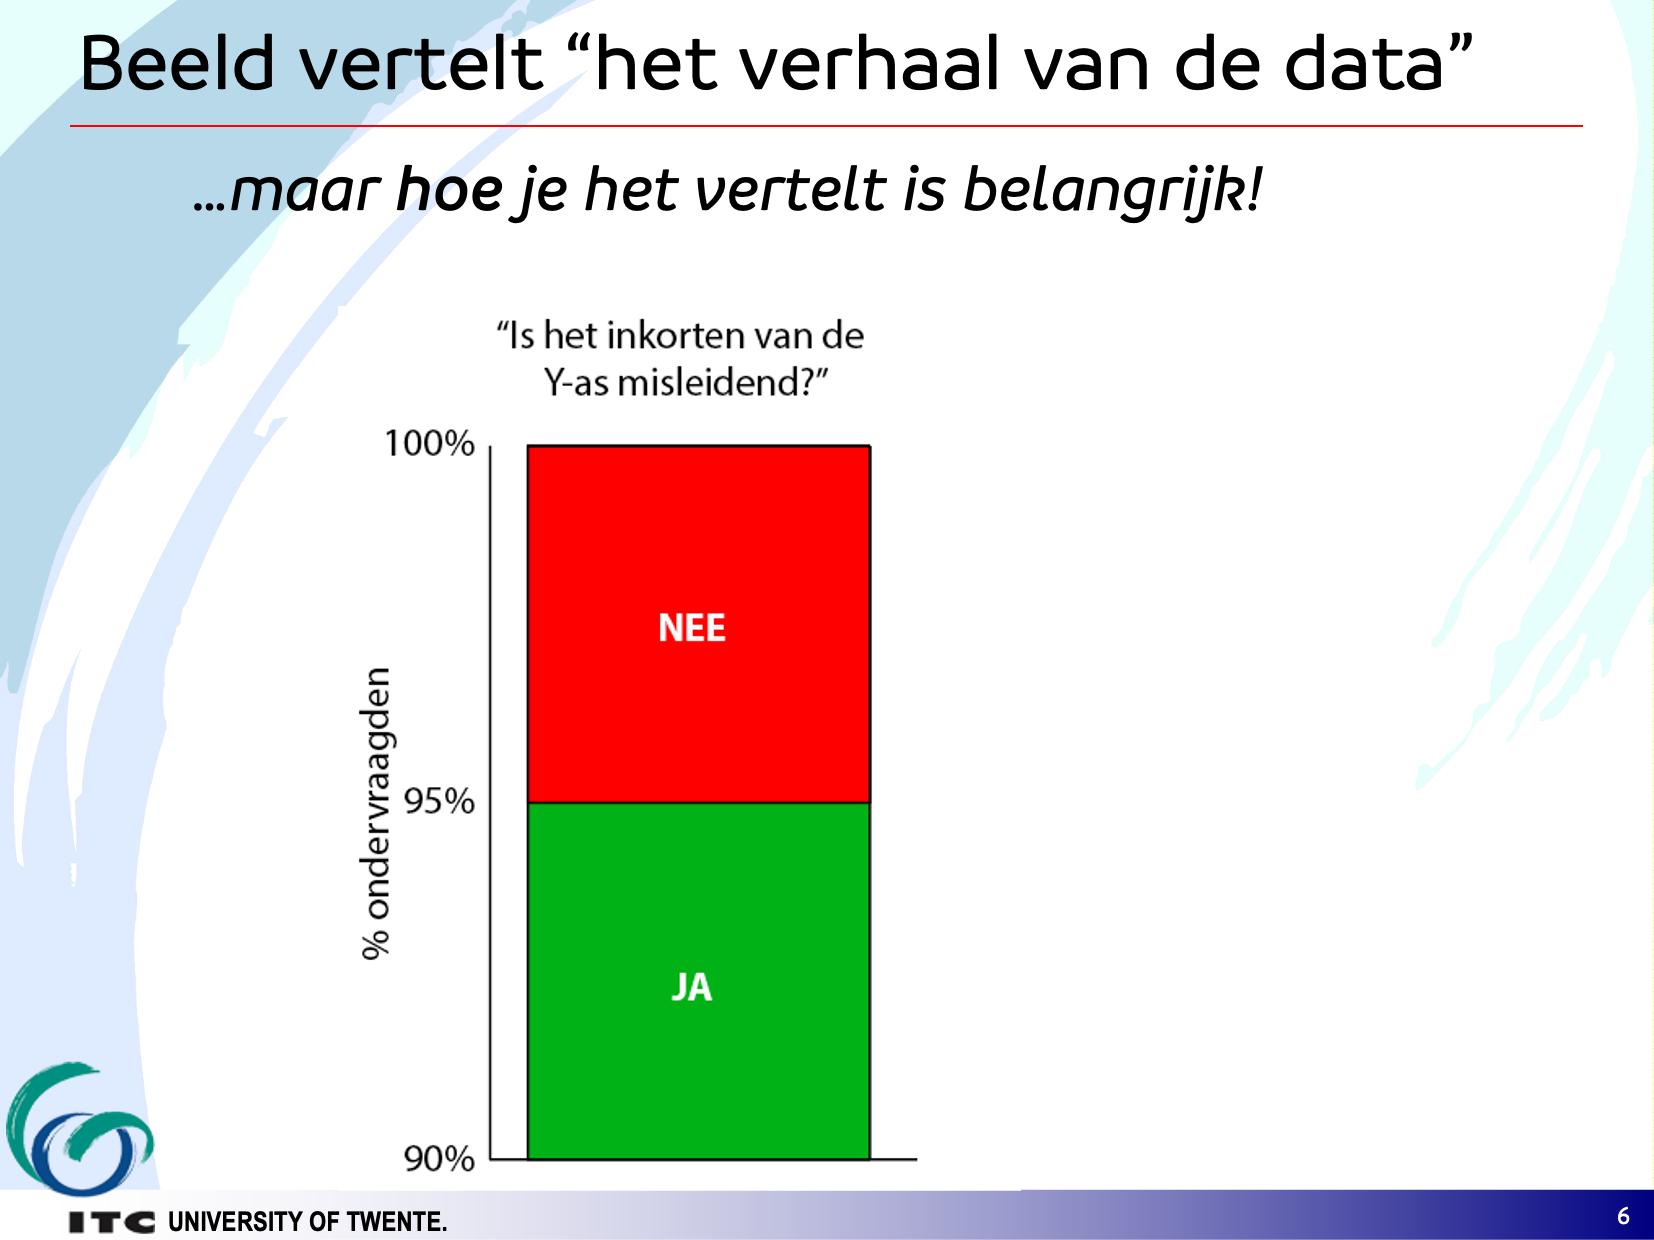 Beeld vertelt “het verhaal van de data”
...maar hoe je het vertelt is belangrijk!
“Is het inkorten van de
Y-as misleidend?”
100%
NEE
% ondervraagden
95%
JA
90%
ITC UNIVERSITY OF TWENTE.
6